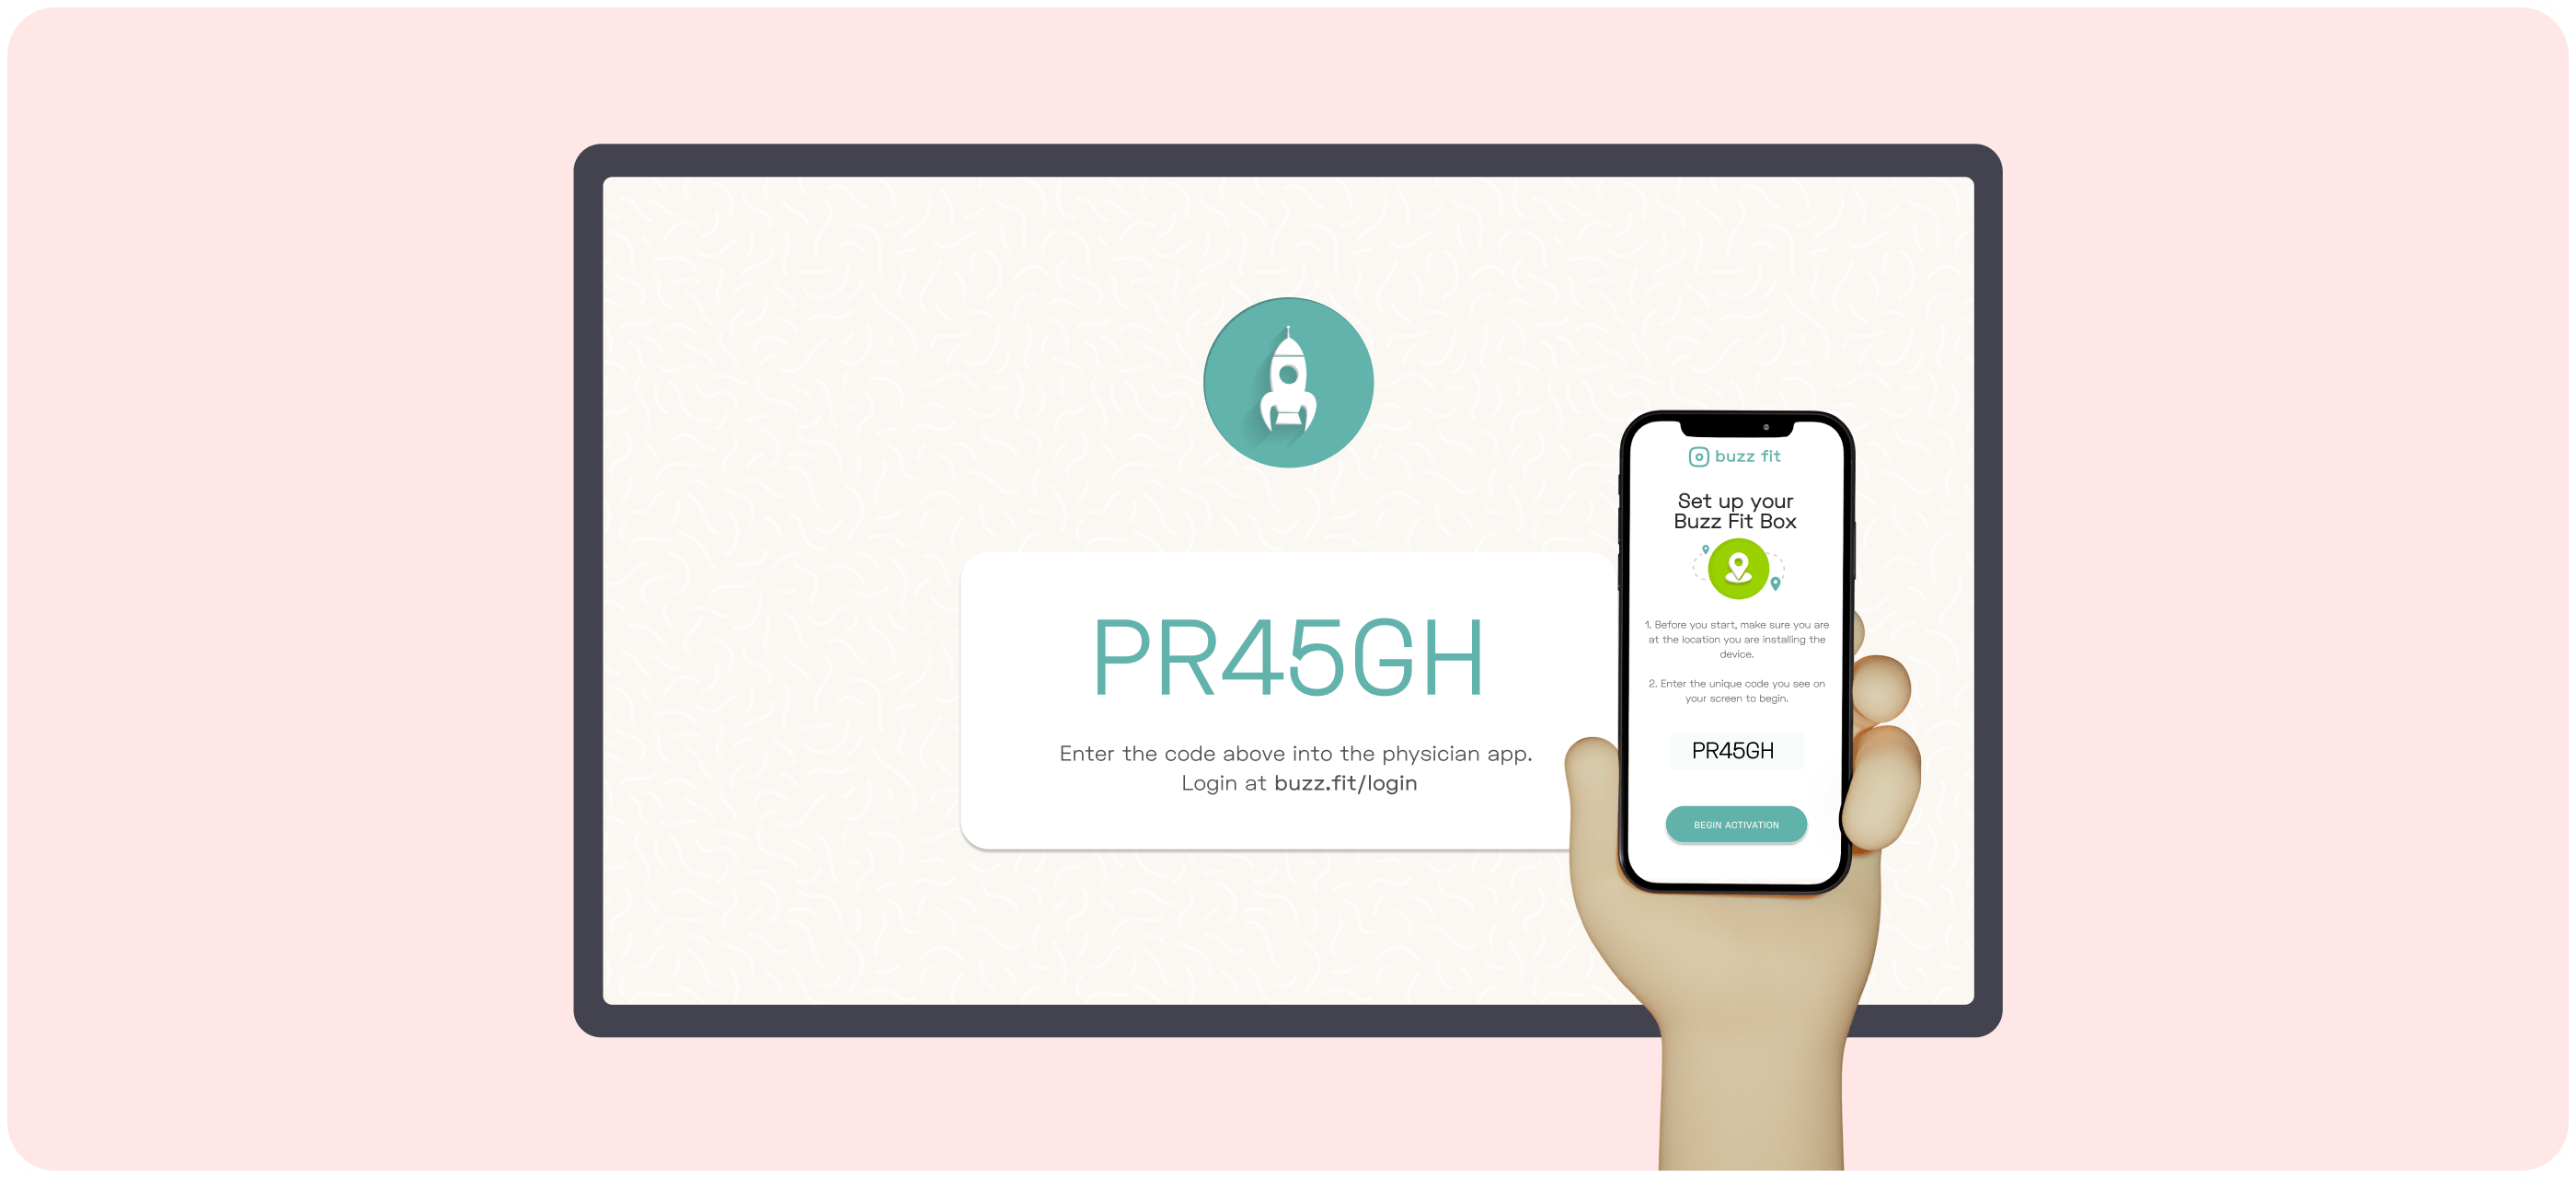 PR45GH
Enter the code above into the physician app.
Login at buzz.fit/login
buzz fit
Set up your
Buzz Fit Box
1. Before you start, make sure you are
at the location you are installing the
device.
2. Enter the unique code you see on
your screen to begin.
PR45GH
BEGIN ACTIVATION